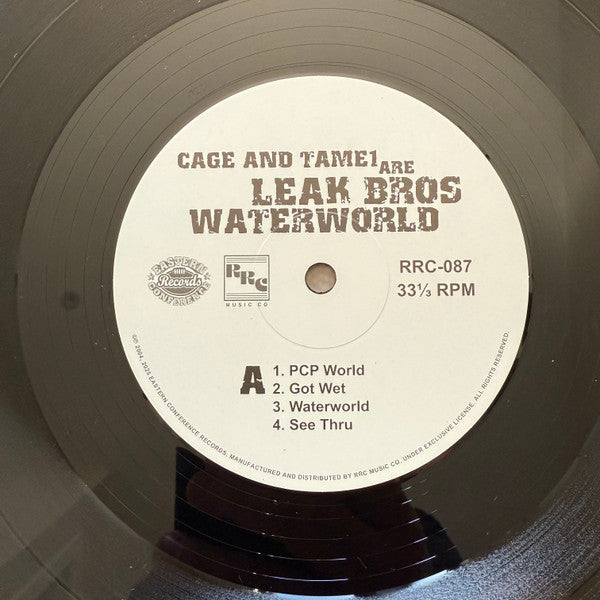 CAGE AND TAME1 ARE
LEAK BROS
WATERWORLD
EASTERN
Records
CONFERENCE
RRC
MUSIC CO
RRC-087
33⅓ RPM
A
1. PCP World
2. Got Wet
3. Waterworld
4. See Thru
©℗ 2004, 2025 EASTERN CONFERENCE RECORDS. MANUFACTURED AND DISTRIBUTED BY RRC MUSIC CO. UNDER EXCLUSIVE LICENSE. ALL RIGHTS RESERVED.